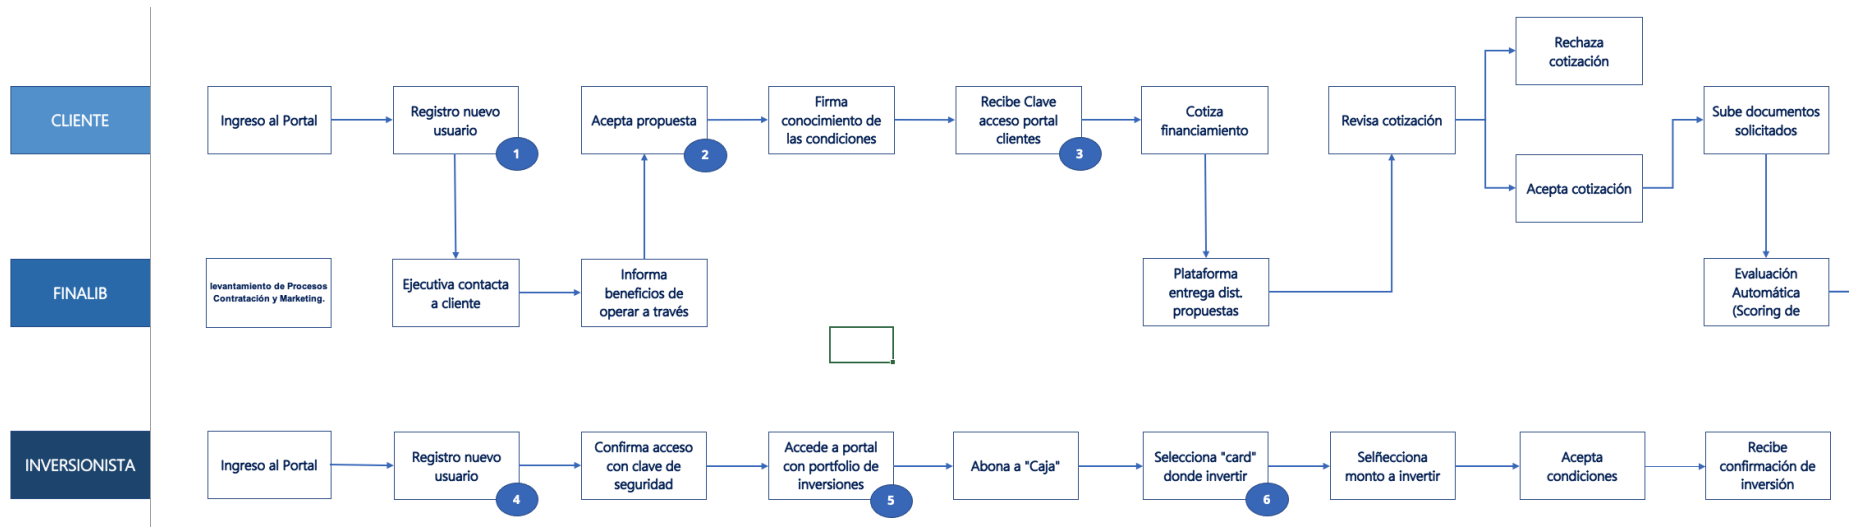 Rechaza
cotización
CLIENTE
Ingreso al Portal
Registro nuevo
usuario
1
Acepta propuesta
2
Firma
conocimiento de
las condiciones
Recibe Clave
acceso portal
clientes
3
Cotiza
financiamiento
Revisa cotización
Acepta cotización
Sube documentos
solicitados
FINALIB
levantamiento de Procesos
Contratación y Marketing.
Ejecutiva contacta
a cliente
Informa
beneficios de
operar a través
Plataforma
entrega dist.
propuestas
Evaluación
Automática
(Scoring de
INVERSIONISTA
Ingreso al Portal
Registro nuevo
usuario
4
Confirma acceso
con clave de
seguridad
Accede a portal
con portfolio de
inversiones
5
Abona a "Caja"
Selecciona "card"
donde invertir
6
Selñecciona
monto a invertir
Acepta
condiciones
Recibe
confirmación de
inversión